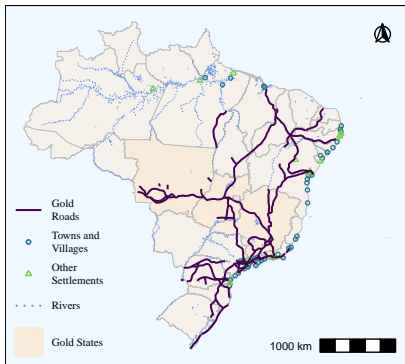 Gold
Roads
Towns and
Villages
Other
Settlements
Rivers
Gold States
1000 km